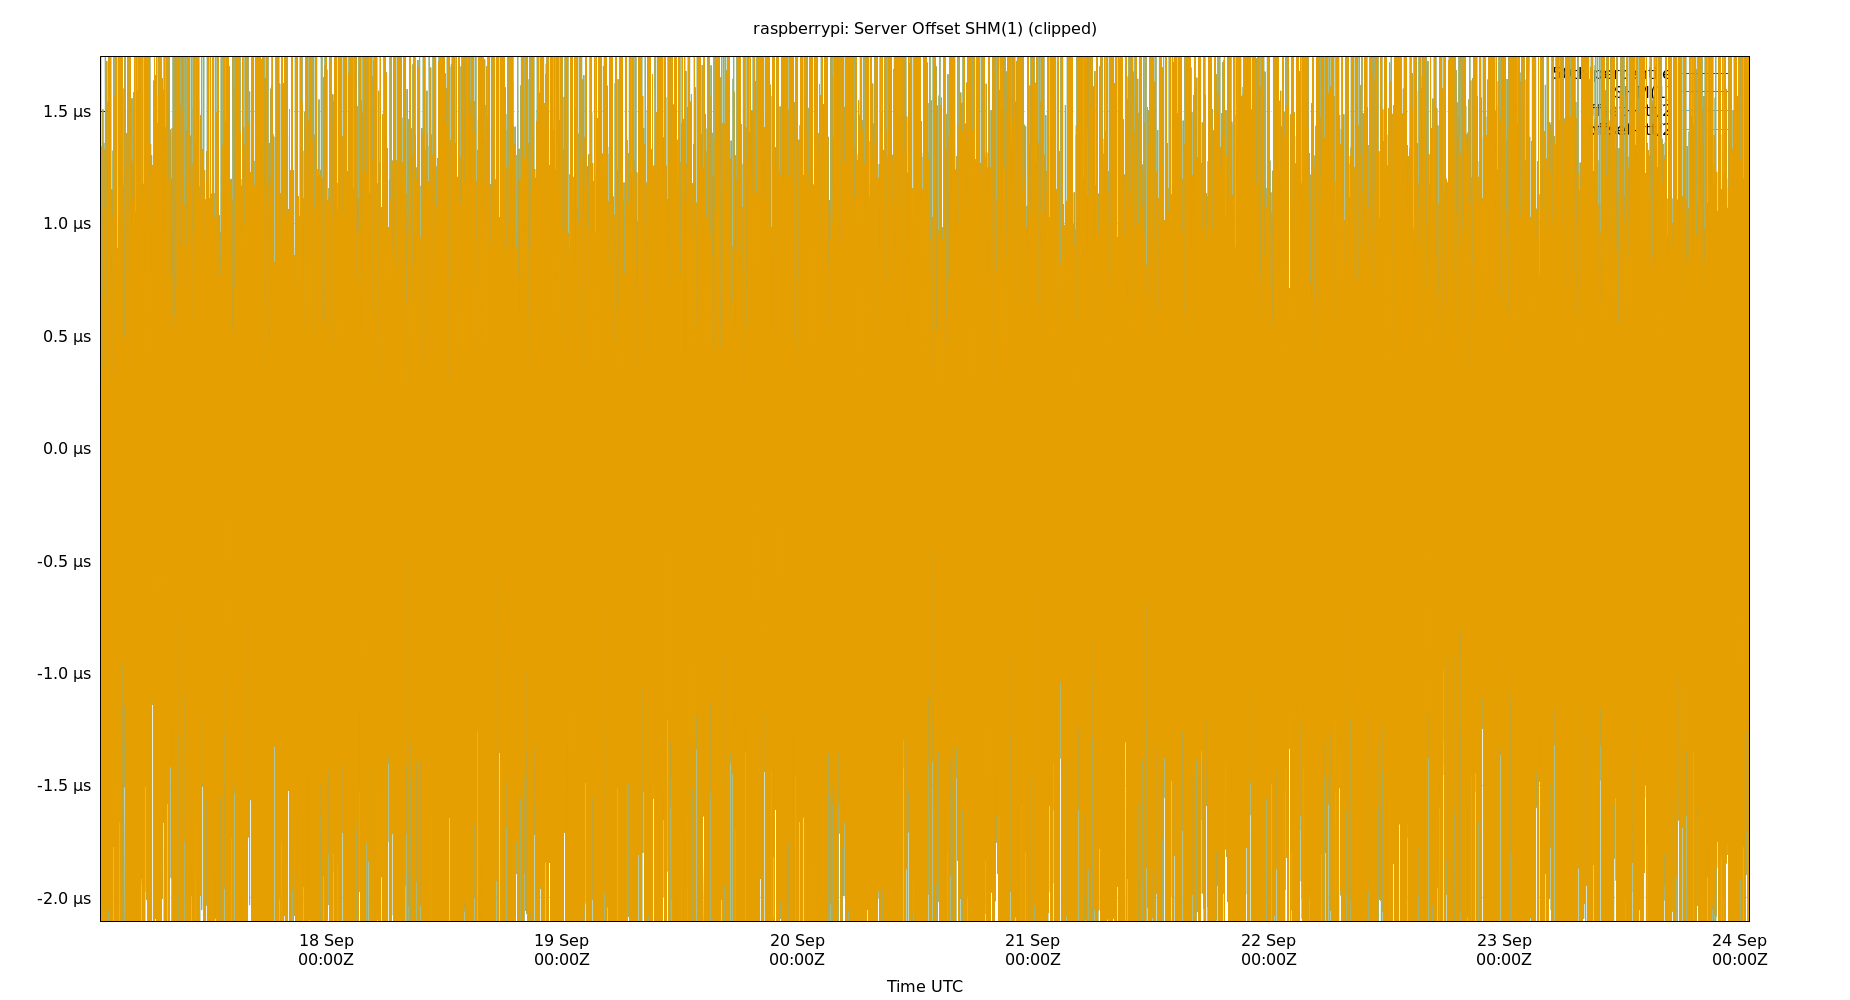 raspberrypi: Server Offset SHM(1) (clipped)
1.5 µs
1.0 µs
0.5 µs
0.0 µs
-0.5 µs
-1.0 µs
-1.5 µs
-2.0 µs
18 Sep 19 Sep 20 Sep 21 Sep 22 Sep 23 Sep 24 Sep
00:00Z 00:00Z 00:00Z 00:00Z 00:00Z 00:00Z 00:00Z
Time UTC